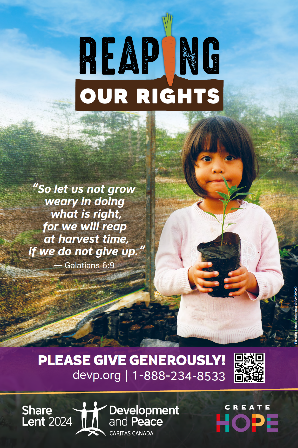 REAPING
OUR RIGHTS
"So let us not grow
weary in doing
what is right,
for we will reap
at harvest time,
if we do not give up."
— Galatians 6:9
PLEASE GIVE GENEROUSLY!
devp.org | 1-888-234-8533
Share
Lent 2024
Development
and Peace
CARITAS CANADA
CREATE
HOPE